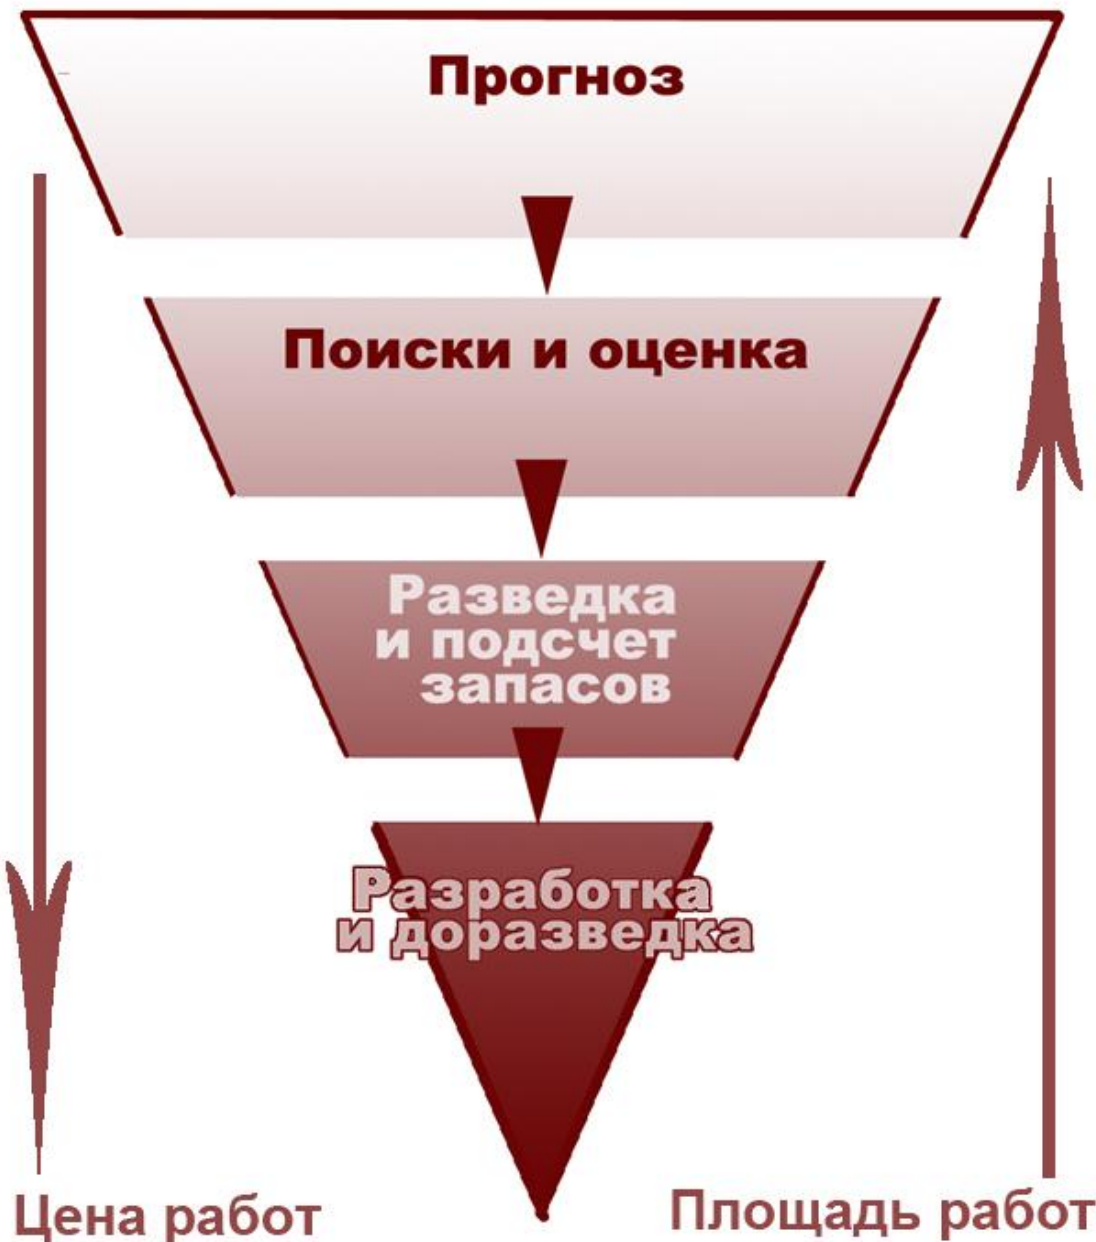 Прогноз
Поиски и оценка
Разведка
и подсчет
запасов
Разработка
и доразведка
Цена работ
Площадь работ